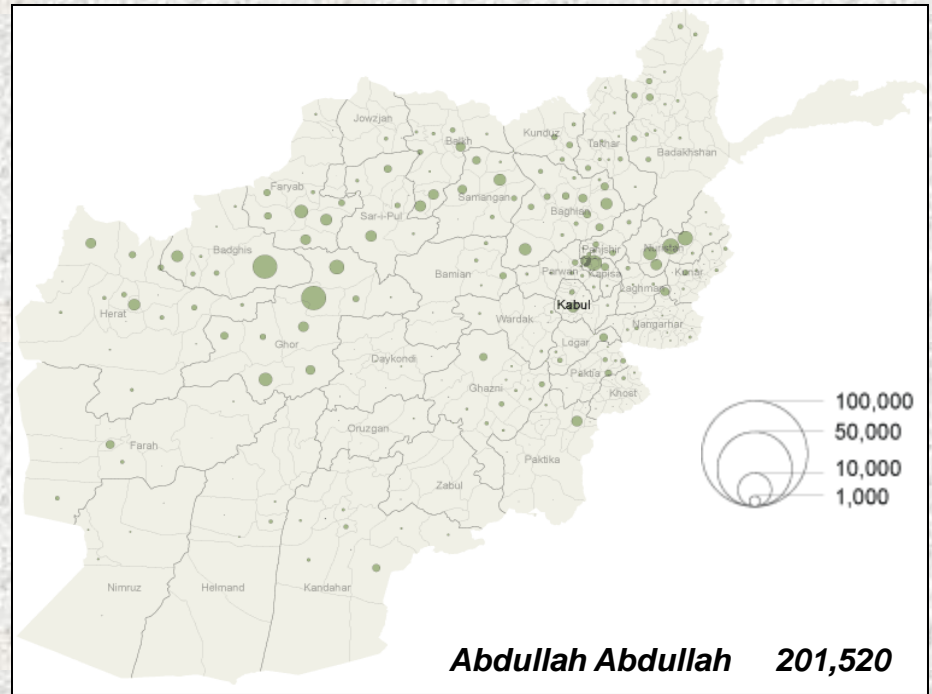 Jowzjan
Balkh
Kunduz
Takhar
Badakhshan
Faryab
Sar-i-Pul
Samangan
Baghlan
Badghis
Panjshir
Nuristan
Bamian
Parwan
Kapisa
Kunar
Laghman
Herat
Kabul
Wardak
Nangarhar
Ghor
Logar
Daykondi
Paktia
Ghazni
Khost
Oruzgan
Farah
Paktika
Zabul
Nimruz
Helmand
Kandahar
100,000
50,000
10,000
1,000
Abdullah Abdullah 201,520